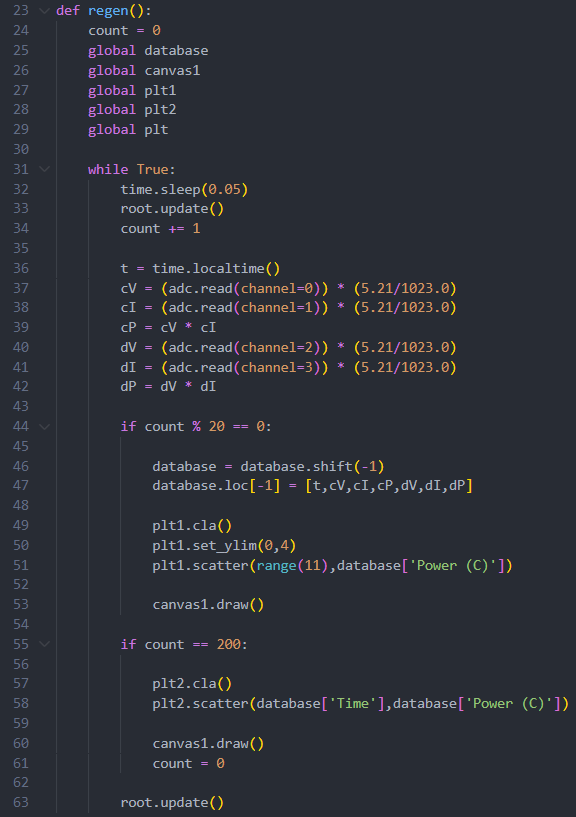 23 def regen():
24     count = 0
25     global database
26     global canvas1
27     global plt1
28     global plt2
29     global plt
30
31     while True:
32         time.sleep(0.05)
33         root.update()
34         count += 1
35
36         t = time.localtime()
37         cV = (adc.read(channel=0)) * (5.21/1023.0)
38         cI = (adc.read(channel=1)) * (5.21/1023.0)
39         cP = cV * cI
40         dV = (adc.read(channel=2)) * (5.21/1023.0)
41         dI = (adc.read(channel=3)) * (5.21/1023.0)
42         dP = dV * dI
43
44         if count % 20 == 0:
45
46             database = database.shift(-1)
47             database.loc[-1] = [t,cV,cI,cP,dV,dI,dP]
48
49             plt1.cla()
50             plt1.set_ylim(0,4)
51             plt1.scatter(range(11),database['Power (C)'])
52
53             canvas1.draw()
54
55         if count == 200:
56
57             plt2.cla()
58             plt2.scatter(database['Time'],database['Power (C)'])
59
60             canvas1.draw()
61             count = 0
62
63         root.update()